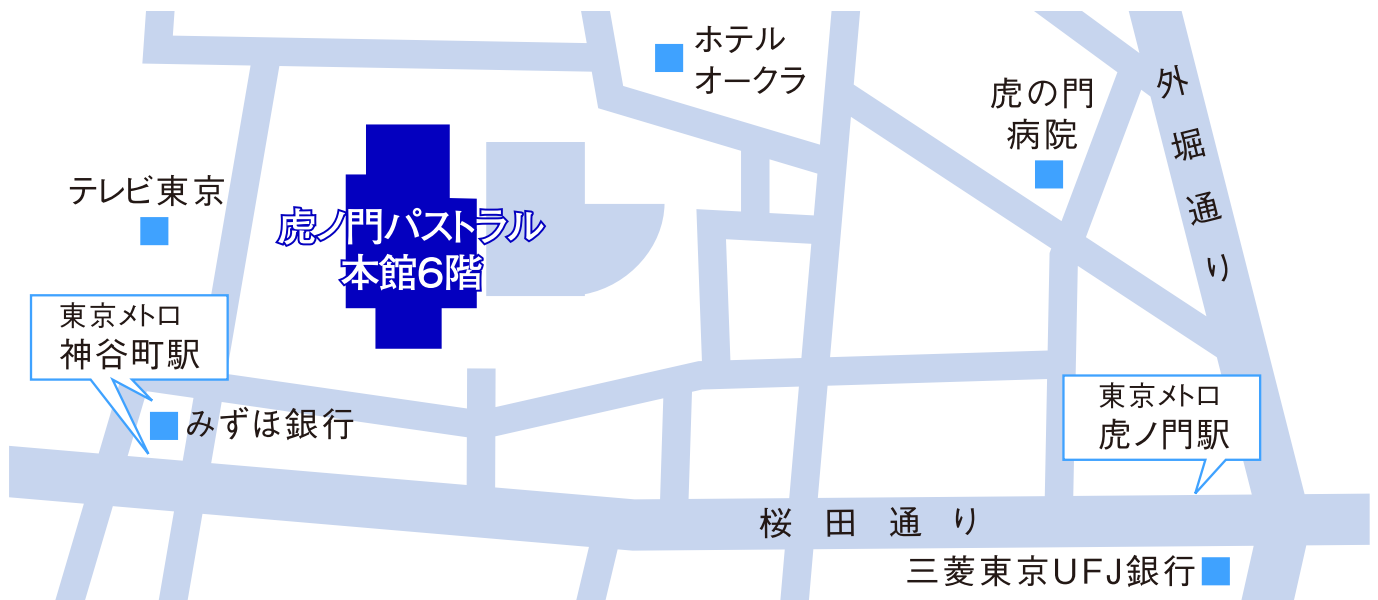 ホテル
オークラ
虎の門
病院
外堀通り
テレビ東京
虎ノ門パストラル
本館6階
東京メトロ
神谷町駅
みずほ銀行
東京メトロ
虎ノ門駅
桜田通り
三菱東京UFJ銀行